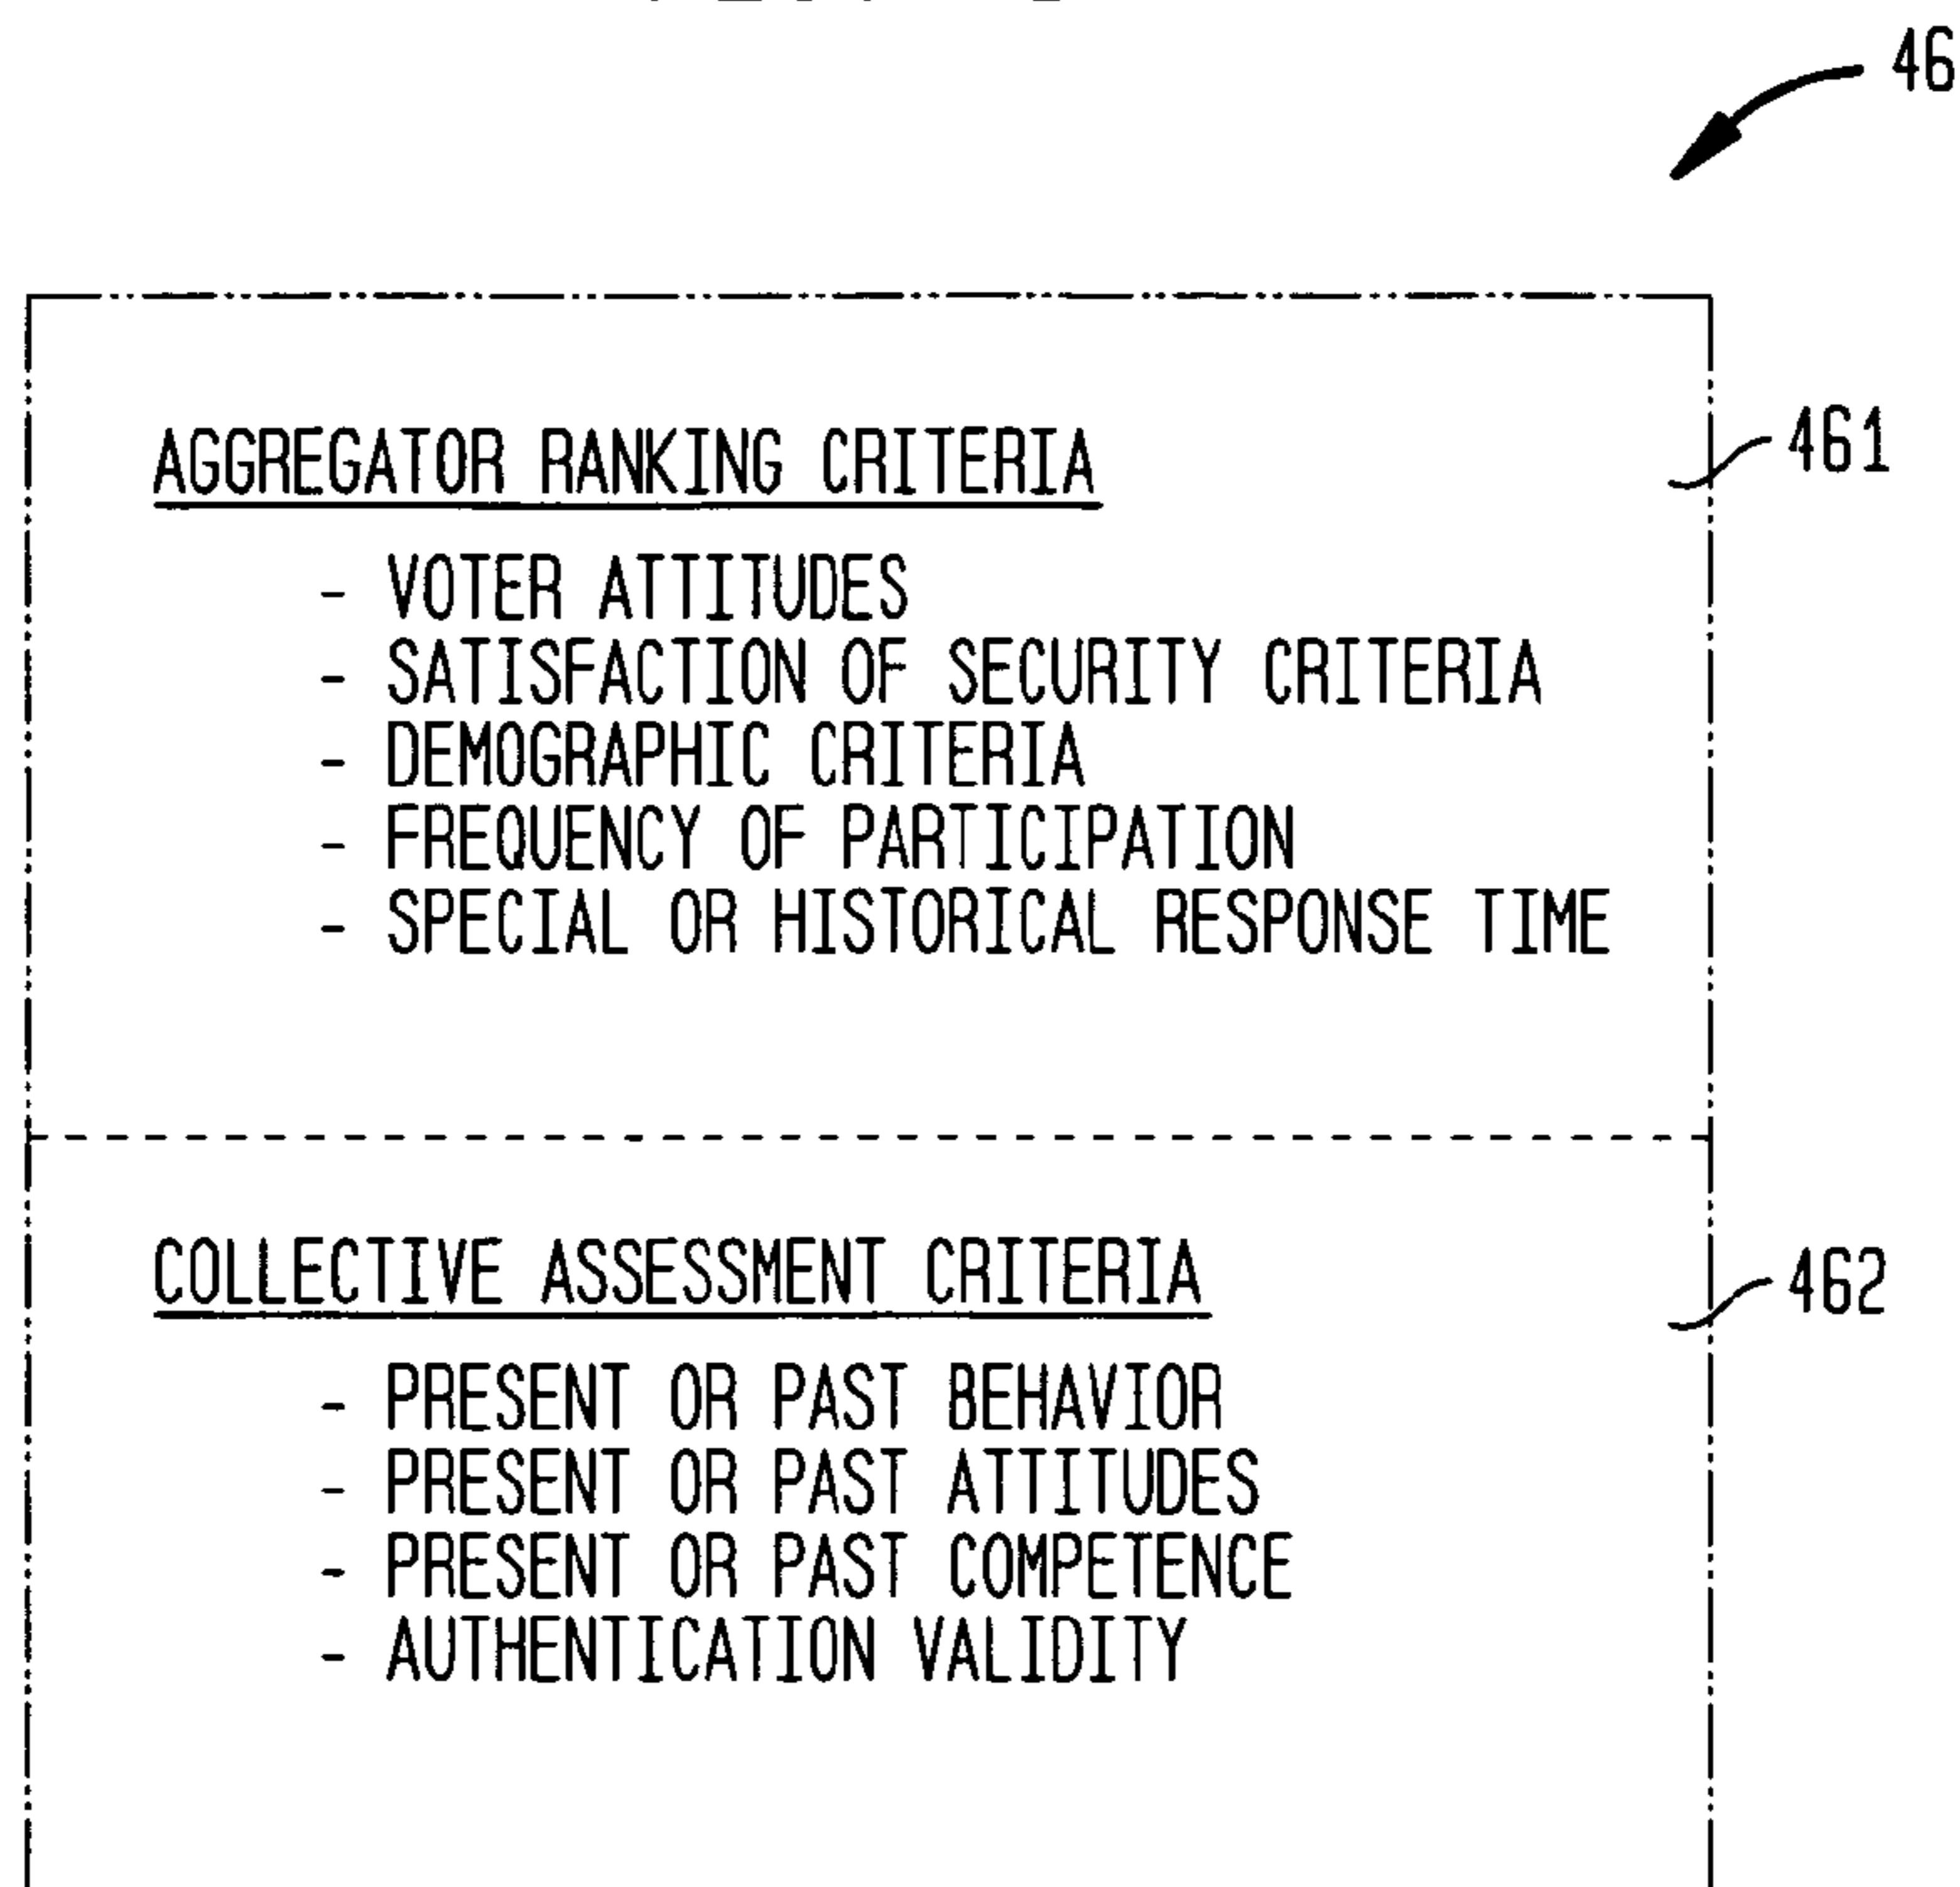 46
AGGREGATOR RANKING CRITERIA
461
- VOTER ATTITUDES
- SATISFACTION OF SECURITY CRITERIA
- DEMOGRAPHIC CRITERIA
- FREQUENCY OF PARTICIPATION
- SPECIAL OR HISTORICAL RESPONSE TIME
COLLECTIVE ASSESSMENT CRITERIA
462
- PRESENT OR PAST BEHAVIOR
- PRESENT OR PAST ATTITUDES
- PRESENT OR PAST COMPETENCE
- AUTHENTICATION VALIDITY